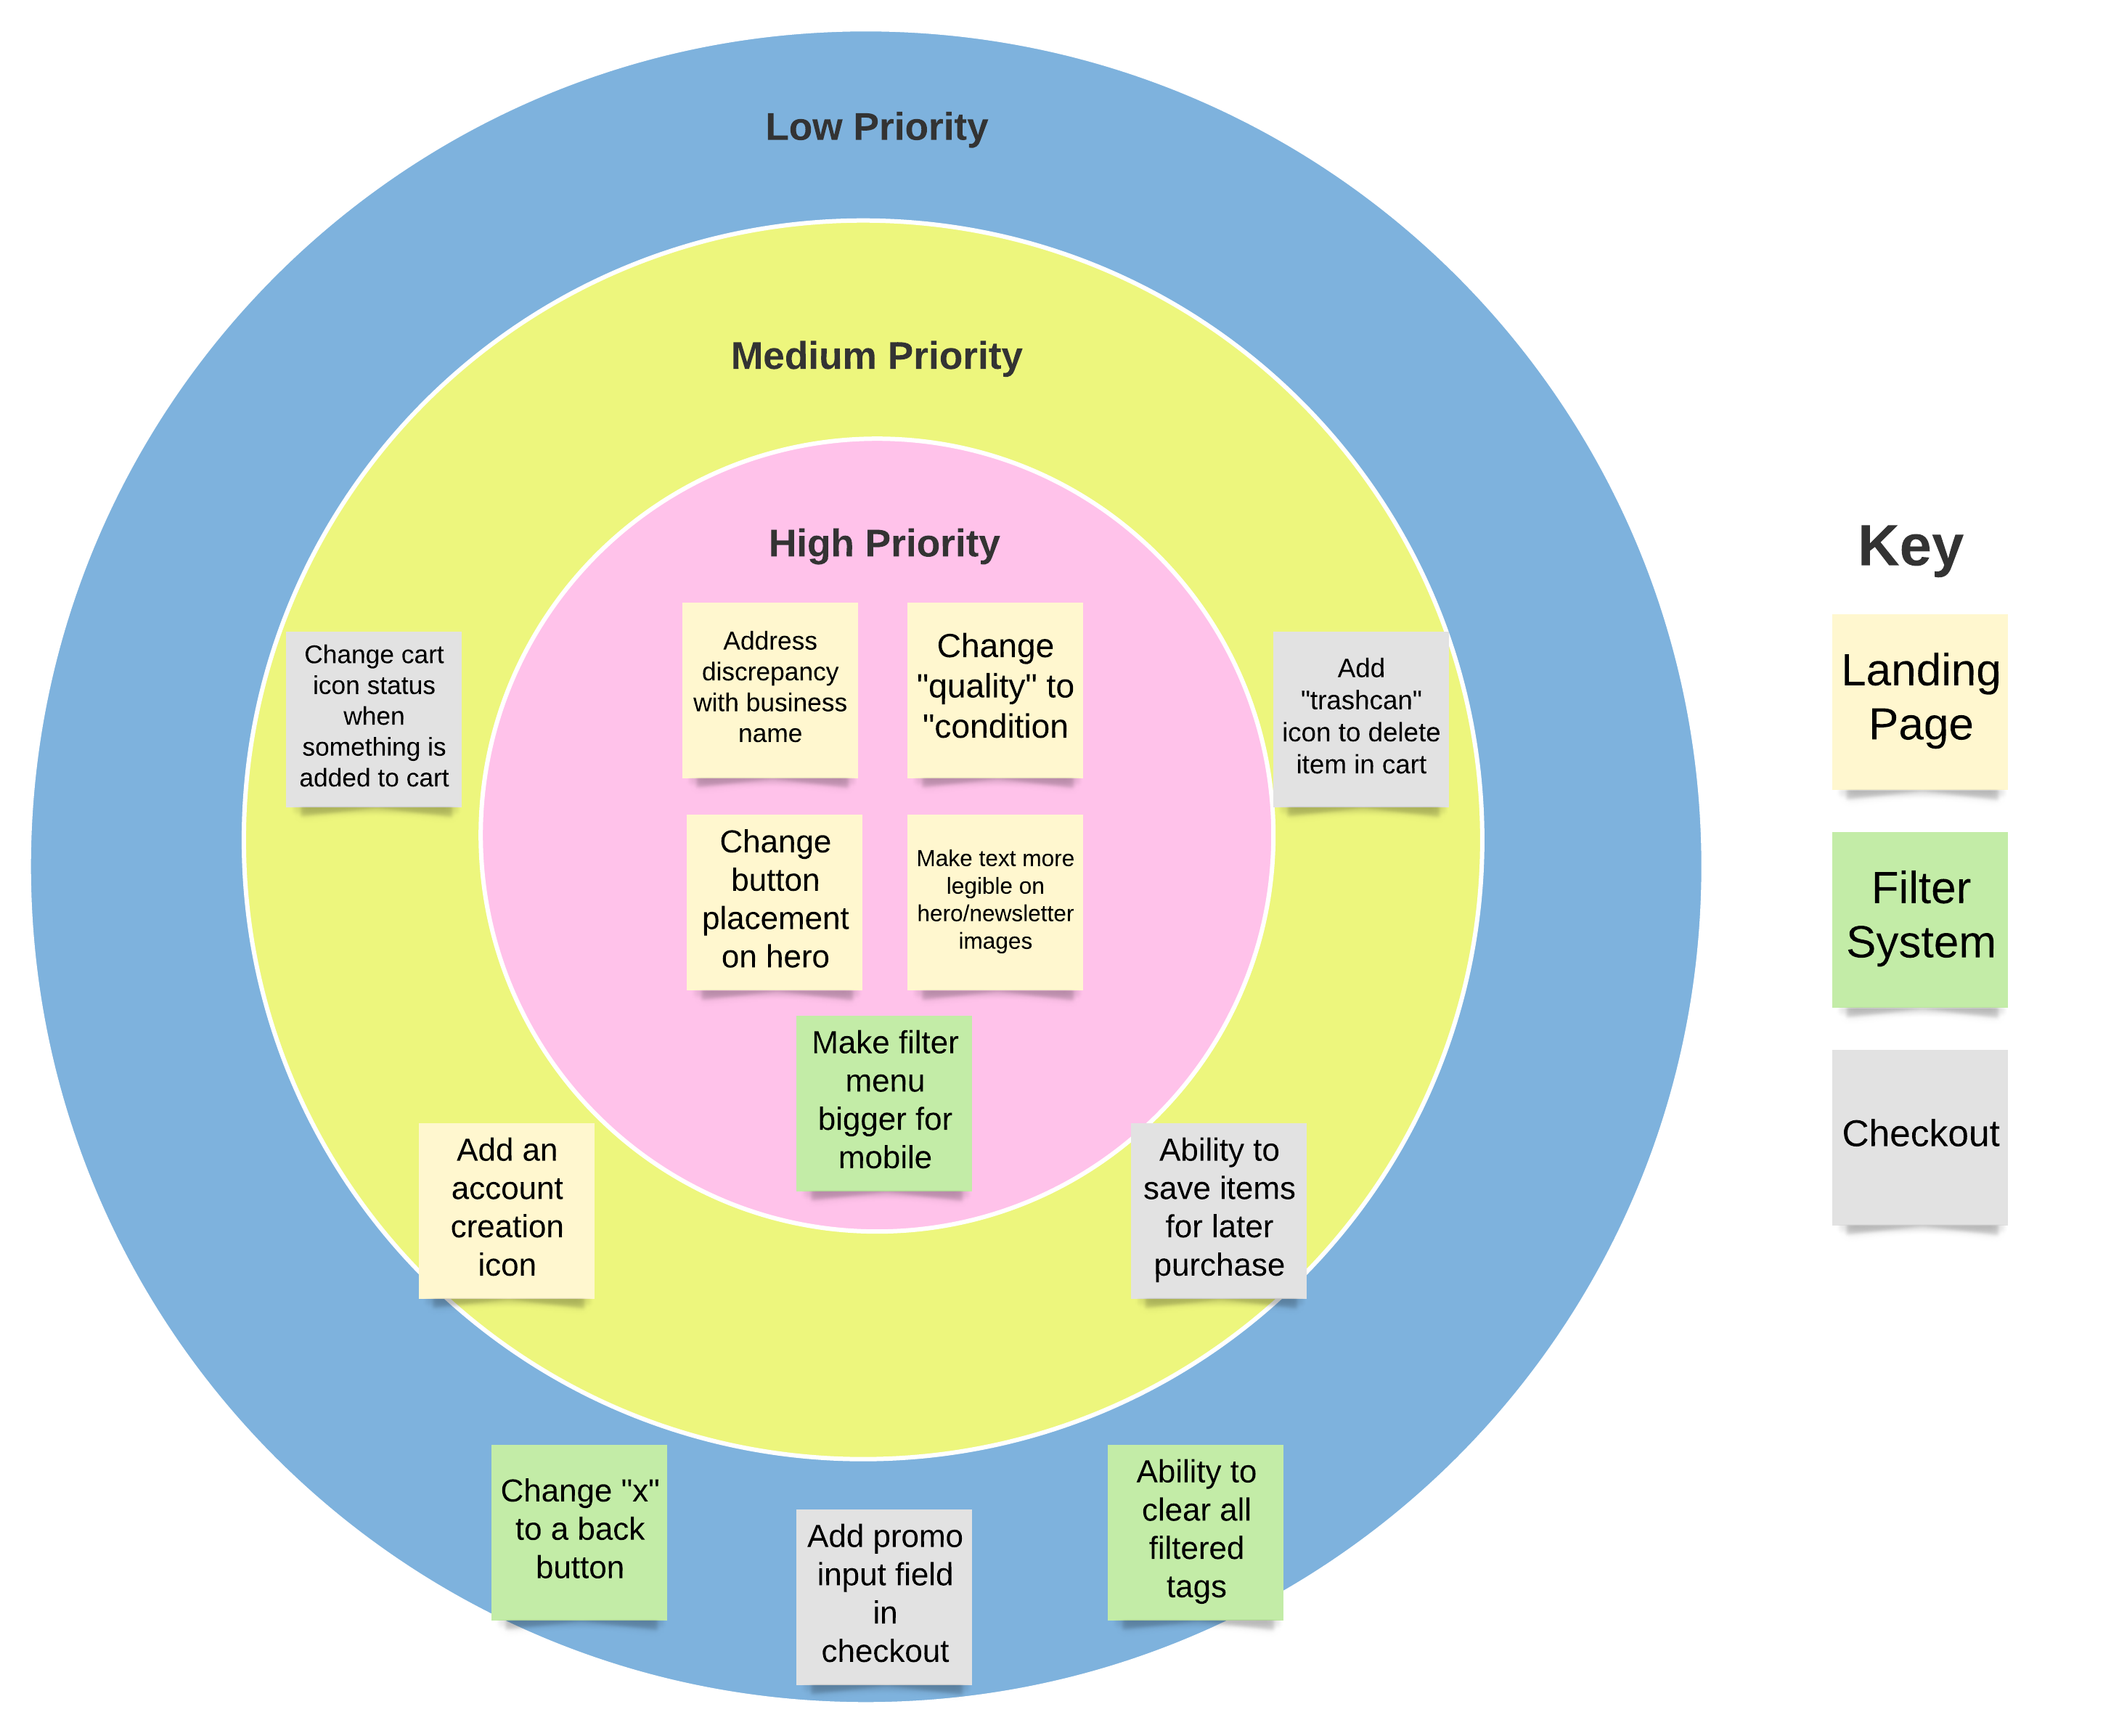 Low Priority
Medium Priority
High Priority
Address
discrepancy
with business
name
Change
"quality" to
"condition
Change cart
icon status
when
something is
added to cart
Add
"trashcan"
icon to delete
item in cart
Change
button
placement
on hero
Make text more
legible on
hero/newsletter
images
Make filter
menu
bigger for
mobile
Add an
account
creation
icon
Ability to
save items
for later
purchase
Change "x"
to a back
button
Add promo
input field
in
checkout
Ability to
clear all
filtered
tags
Key
Landing
Page
Filter
System
Checkout